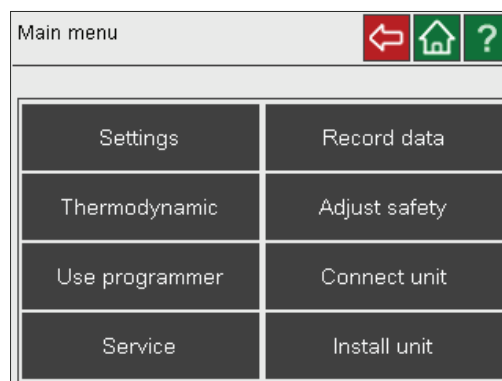 Main menu
?
Settings
Record data
Thermodynamic
Adjust safety
Use programmer
Connect unit
Service
Install unit